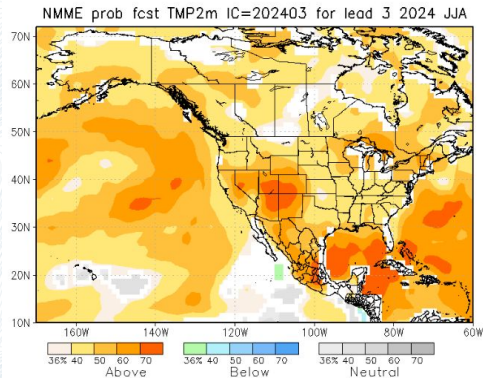 NMME prob fcst TMP2m IC=202403 for lead 3 2024 JJA
70N
60N
50N
40N
30N
20N
10N
160W 140W 120W 100W 80W 60W
36% 40 50 60 70 36% 40 50 60 70 36% 40 50 60 70
Above Below Neutral